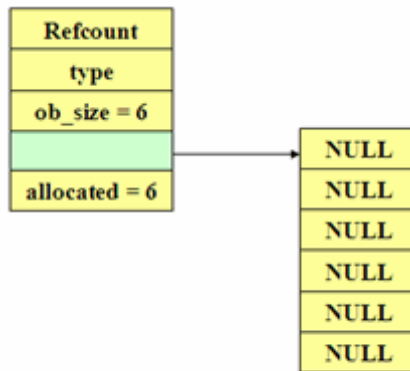 Refcount
type
ob_size = 6
allocated = 6
NULL
NULL
NULL
NULL
NULL
NULL